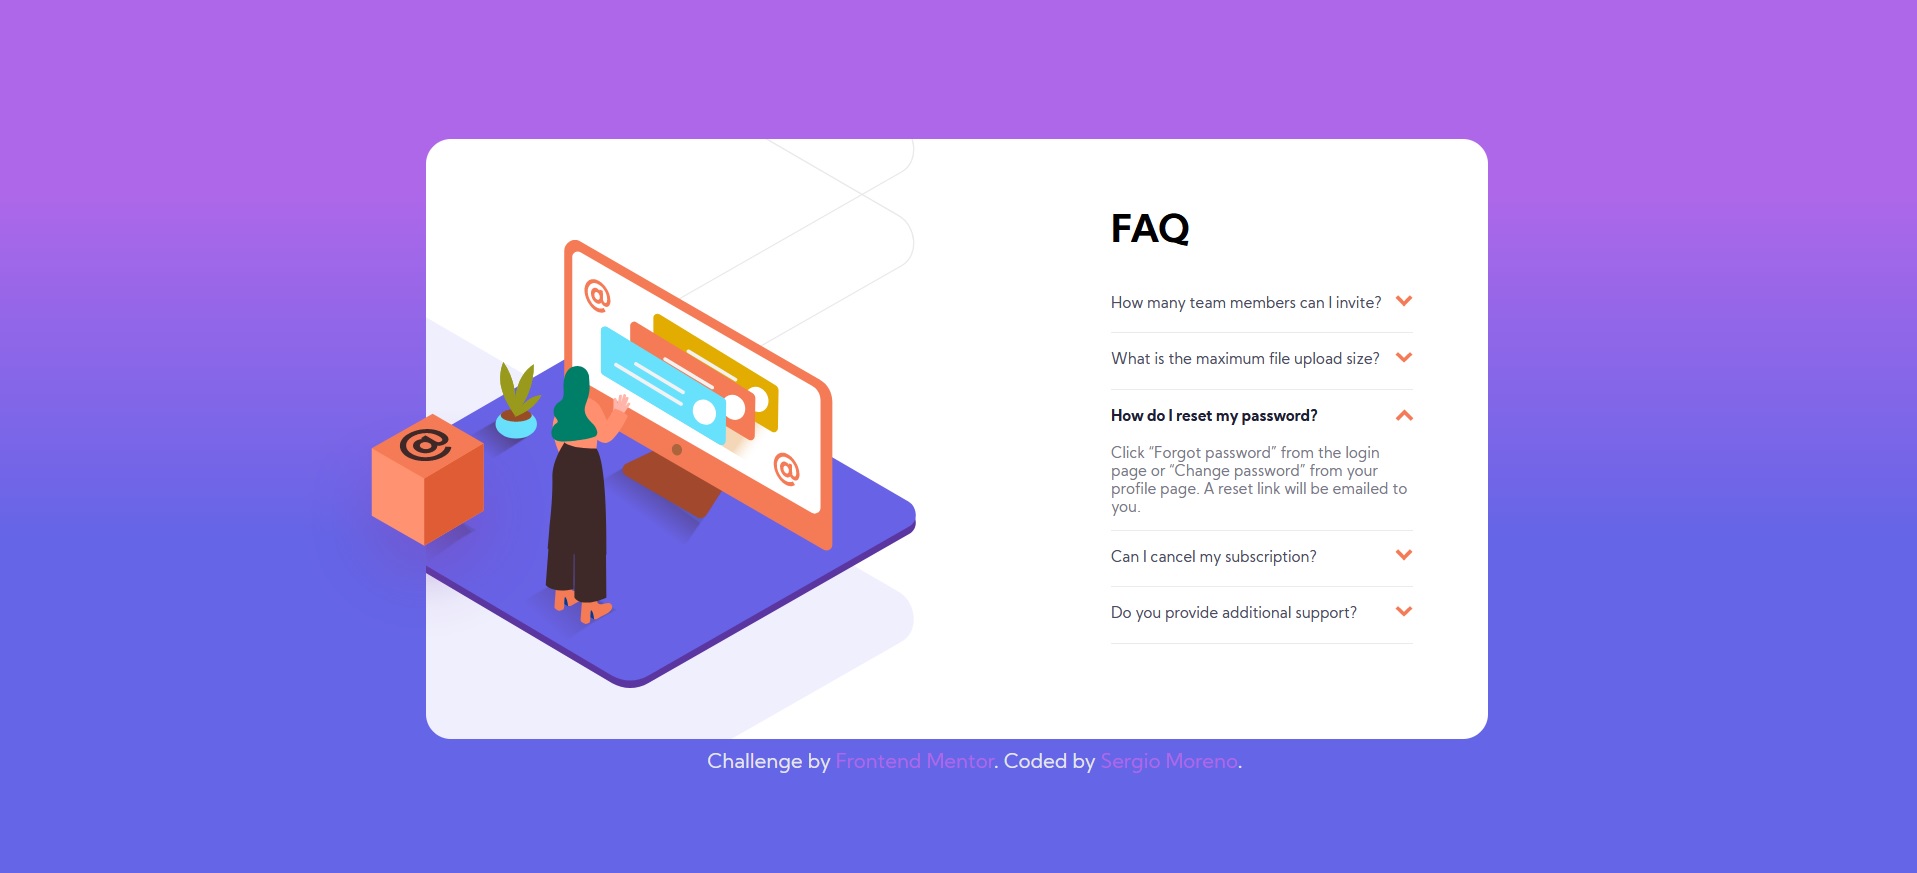 @
@
@
FAQ
How many team members can I invite?
What is the maximum file upload size?
How do I reset my password?
Click “Forgot password” from the login
page or “Change password” from your
profile page. A reset link will be emailed to
you.
Can I cancel my subscription?
Do you provide additional support?
Challenge by Frontend Mentor. Coded by Sergio Moreno.